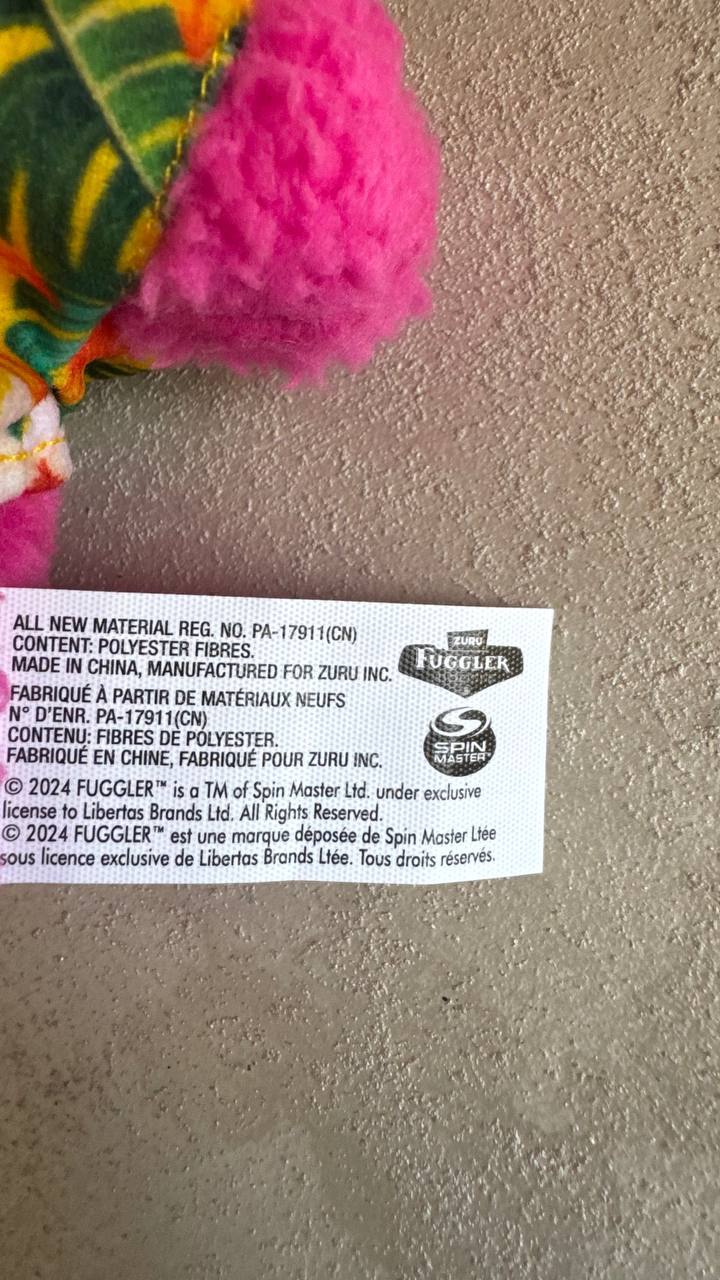 ALL NEW MATERIAL REG. NO. PA-17911(CN)
CONTENT: POLYESTER FIBRES.
MADE IN CHINA, MANUFACTURED FOR ZURU INC.
FABRIQUÉ À PARTIR DE MATÉRIAUX NEUFS
N° D'ENR. PA-17911(CN)
CONTENU: FIBRES DE POLYESTER.
FABRIQUÉ EN CHINE, FABRIQUÉ POUR ZURU INC.
ZURU
FUGGLER
SPIN
MASTER
© 2024 FUGGLER™ is a TM of Spin Master Ltd. under exclusive
license to Libertas Brands Ltd. All Rights Reserved.
© 2024 FUGGLER™ est une marque déposée de Spin Master Ltée
sous licence exclusive de Libertas Brands Ltée. Tous droits réservés.